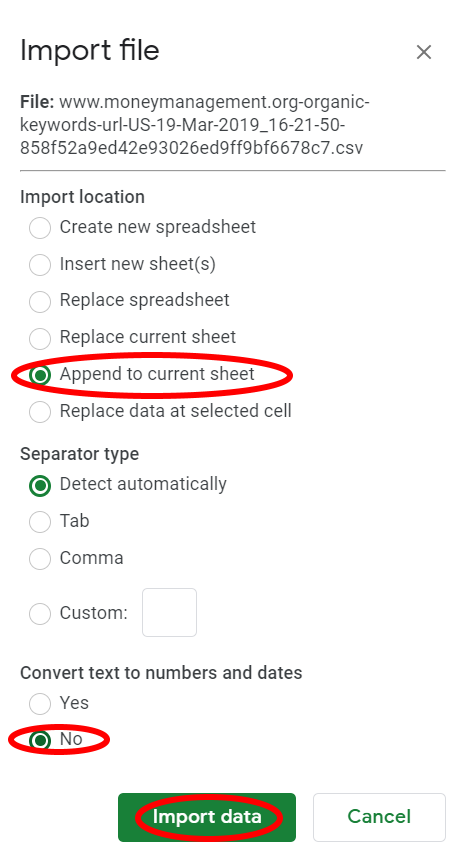 Import file
File: www.moneymanagement.org-organic-
keywords-url-US-19-Mar-2019_16-21-50-
858f52a9ed42e93026ed9ff9bf6678c7.csv
Import location
Create new spreadsheet
Insert new sheet(s)
Replace spreadsheet
Replace current sheet
Append to current sheet
Replace data at selected cell
Separator type
Detect automatically
Tab
Comma
Custom:
Convert text to numbers and dates
Yes
No
Import data Cancel